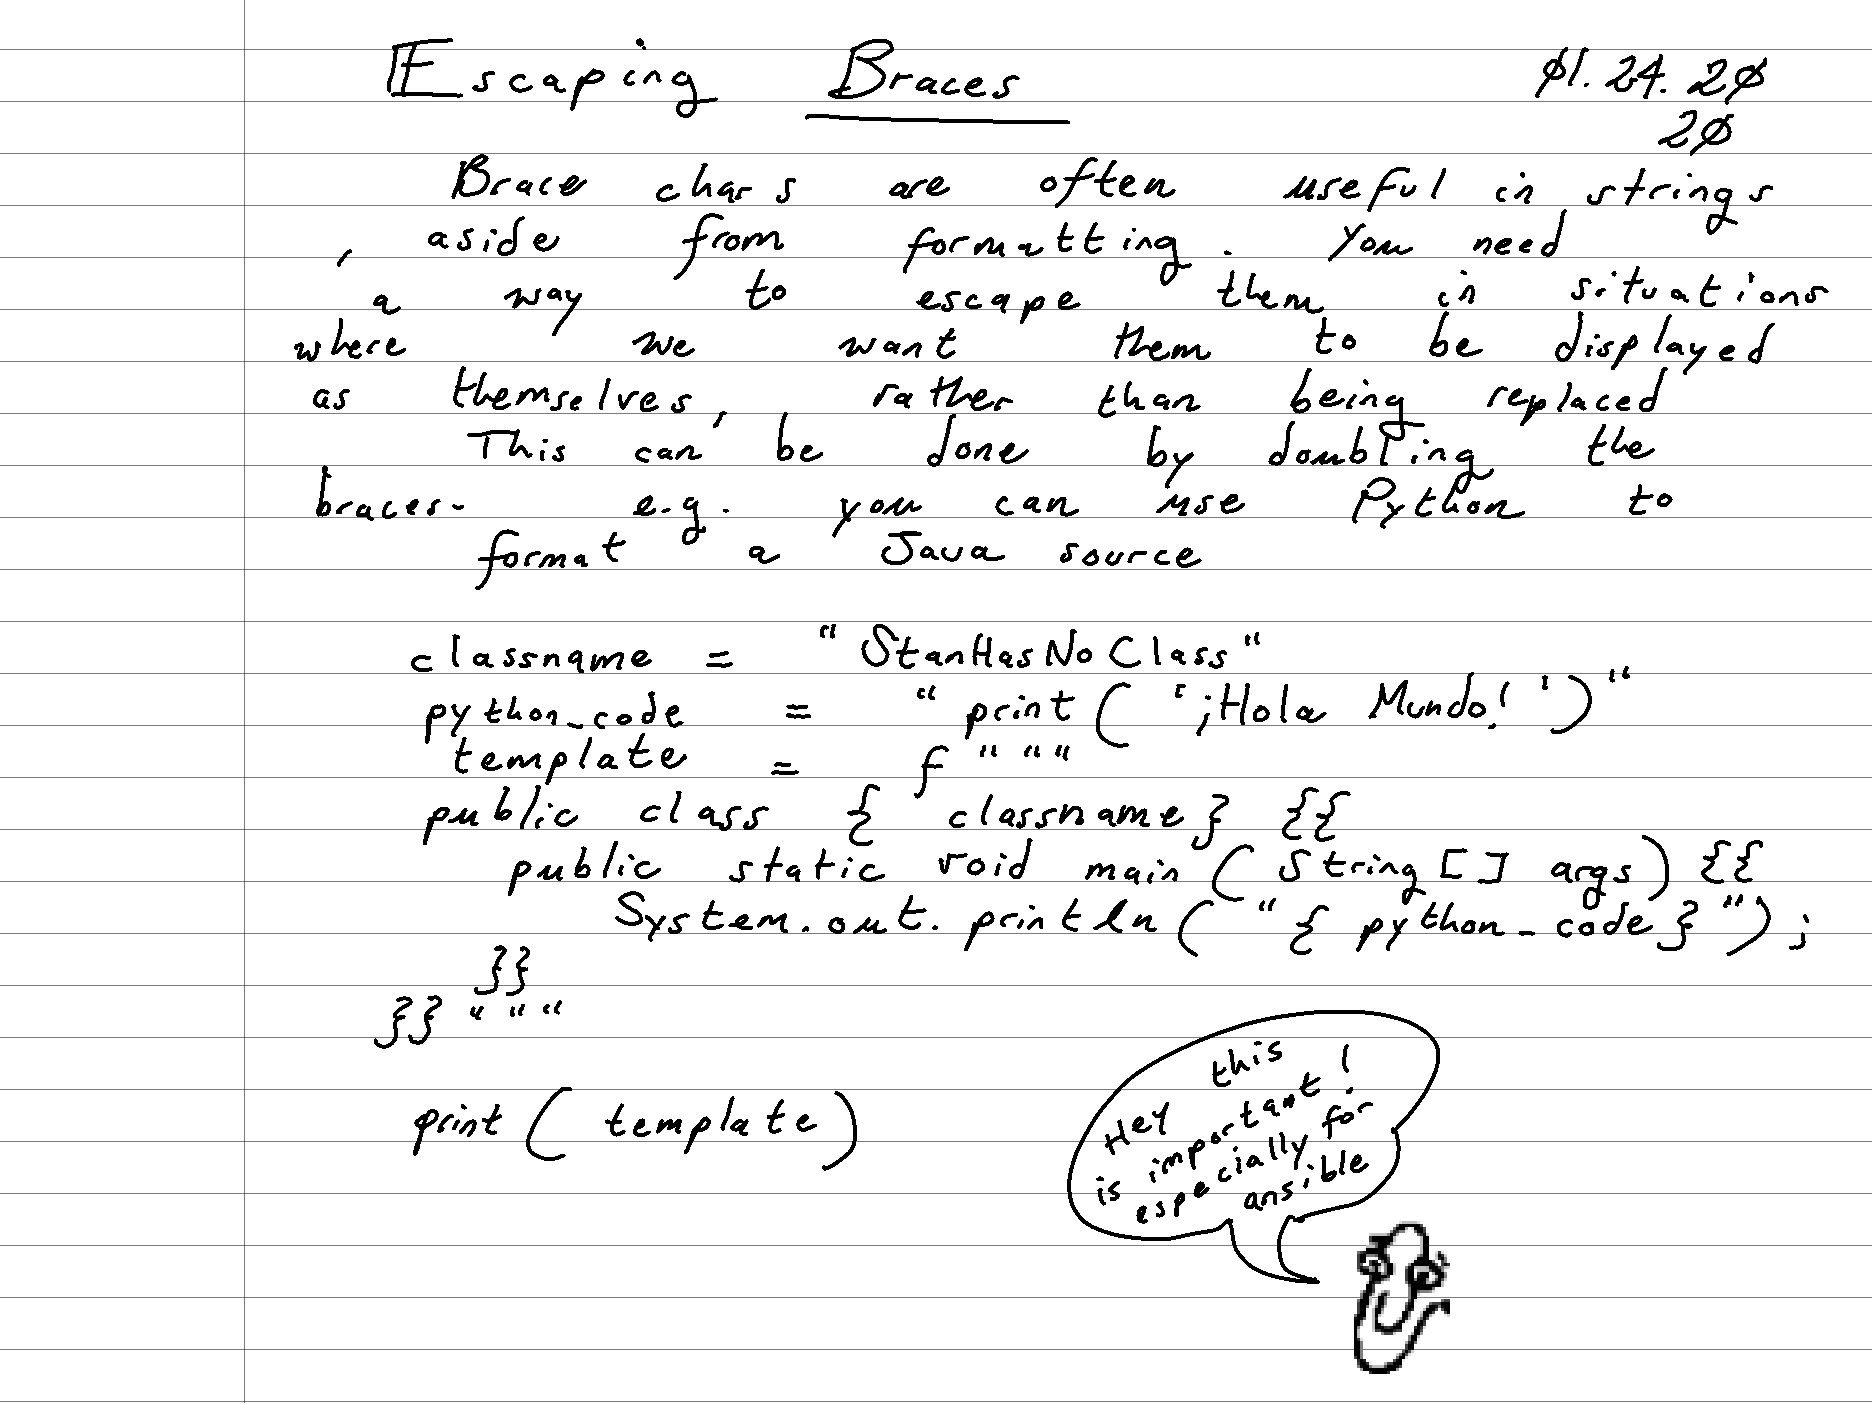 Escaping Braces 01.24.20
20
Brace chars are often useful in strings
, aside from formatting. You need
a way to escape them in situations
where we want them to be displayed
as themselves, rather than being replaced
This can be done by doubling the
braces. e.g. you can use Python to
format a Java source
classname = "StanHasNoClass"
python_code = "print('¡Hola Mundo!')"
template = f"""
public class {classname} {{
public static void main(String[] args) {{
System.out.println("{python_code}");
}}
}}"""
print(template)
Hey this
is important!
especially for
ansible